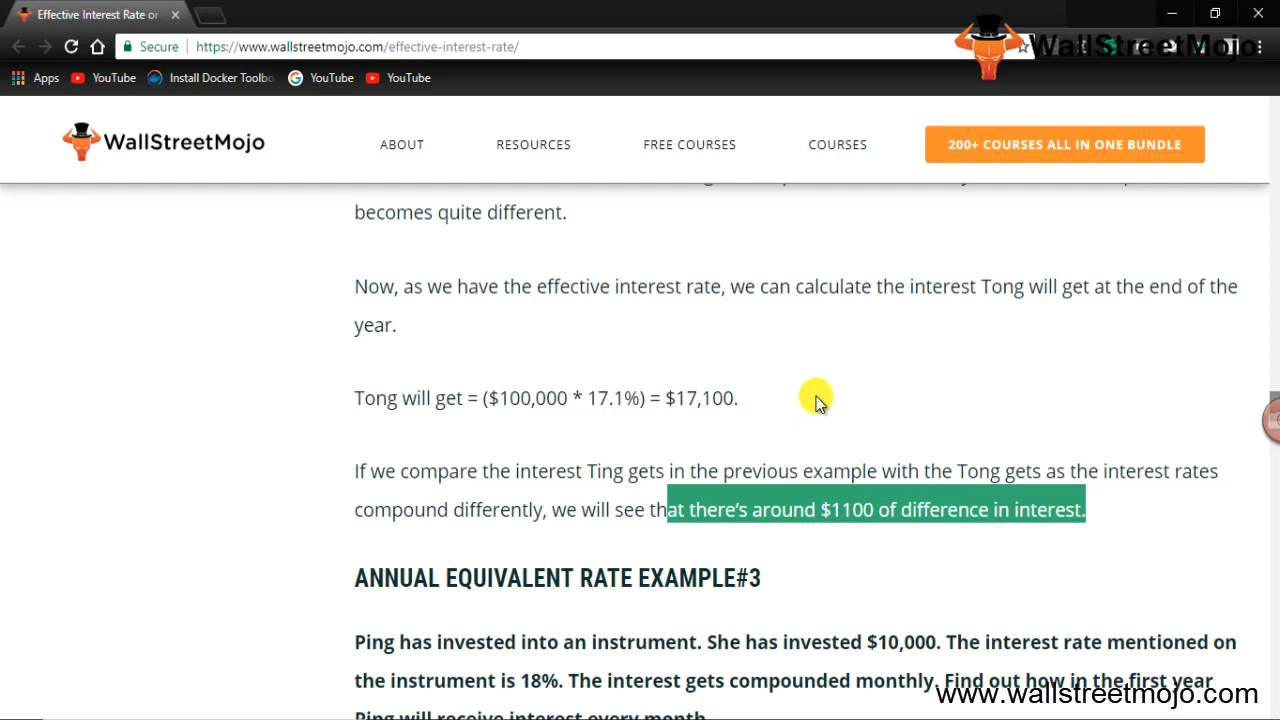 Effective Interest Rate or
Secure
https://www.wallstreetmojo.com/effective-interest-rate/
WallStreetMojo
Apps
YouTube
Install Docker Toolbo
YouTube
YouTube
WallStreetMojo
ABOUT
RESOURCES
FREE COURSES
COURSES
200+ COURSES ALL IN ONE BUNDLE
becomes quite different.
Now, as we have the effective interest rate, we can calculate the interest Tong will get at the end of the
year.
Tong will get = ($100,000 * 17.1%) = $17,100.
If we compare the interest Ting gets in the previous example with the Tong gets as the interest rates
compound differently, we will see that there’s around $1100 of difference in interest.
ANNUAL EQUIVALENT RATE EXAMPLE#3
Ping has invested into an instrument. She has invested $10,000. The interest rate mentioned on
the instrument is 18%. The interest gets compounded monthly. Find out how in the first year
Ping will receive interest every month.
www.wallstreetmojo.com